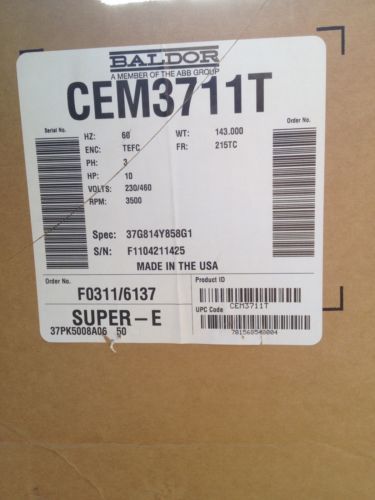 BALDOR
A MEMBER OF THE ABB GROUP
CEM3711T
Serial No.
Order No.
HZ: 60 WT: 143.000
ENC: TEFC FR: 215TC
PH: 3
HP: 10
VOLTS: 230/460
RPM: 3500
Spec: 37G814Y858G1
S/N: F1104211425
MADE IN THE USA
Order No.
F0311/6137
Product ID
CEM3711T
SUPER-E
UPC Code
37PK5008A06 50
781568548004